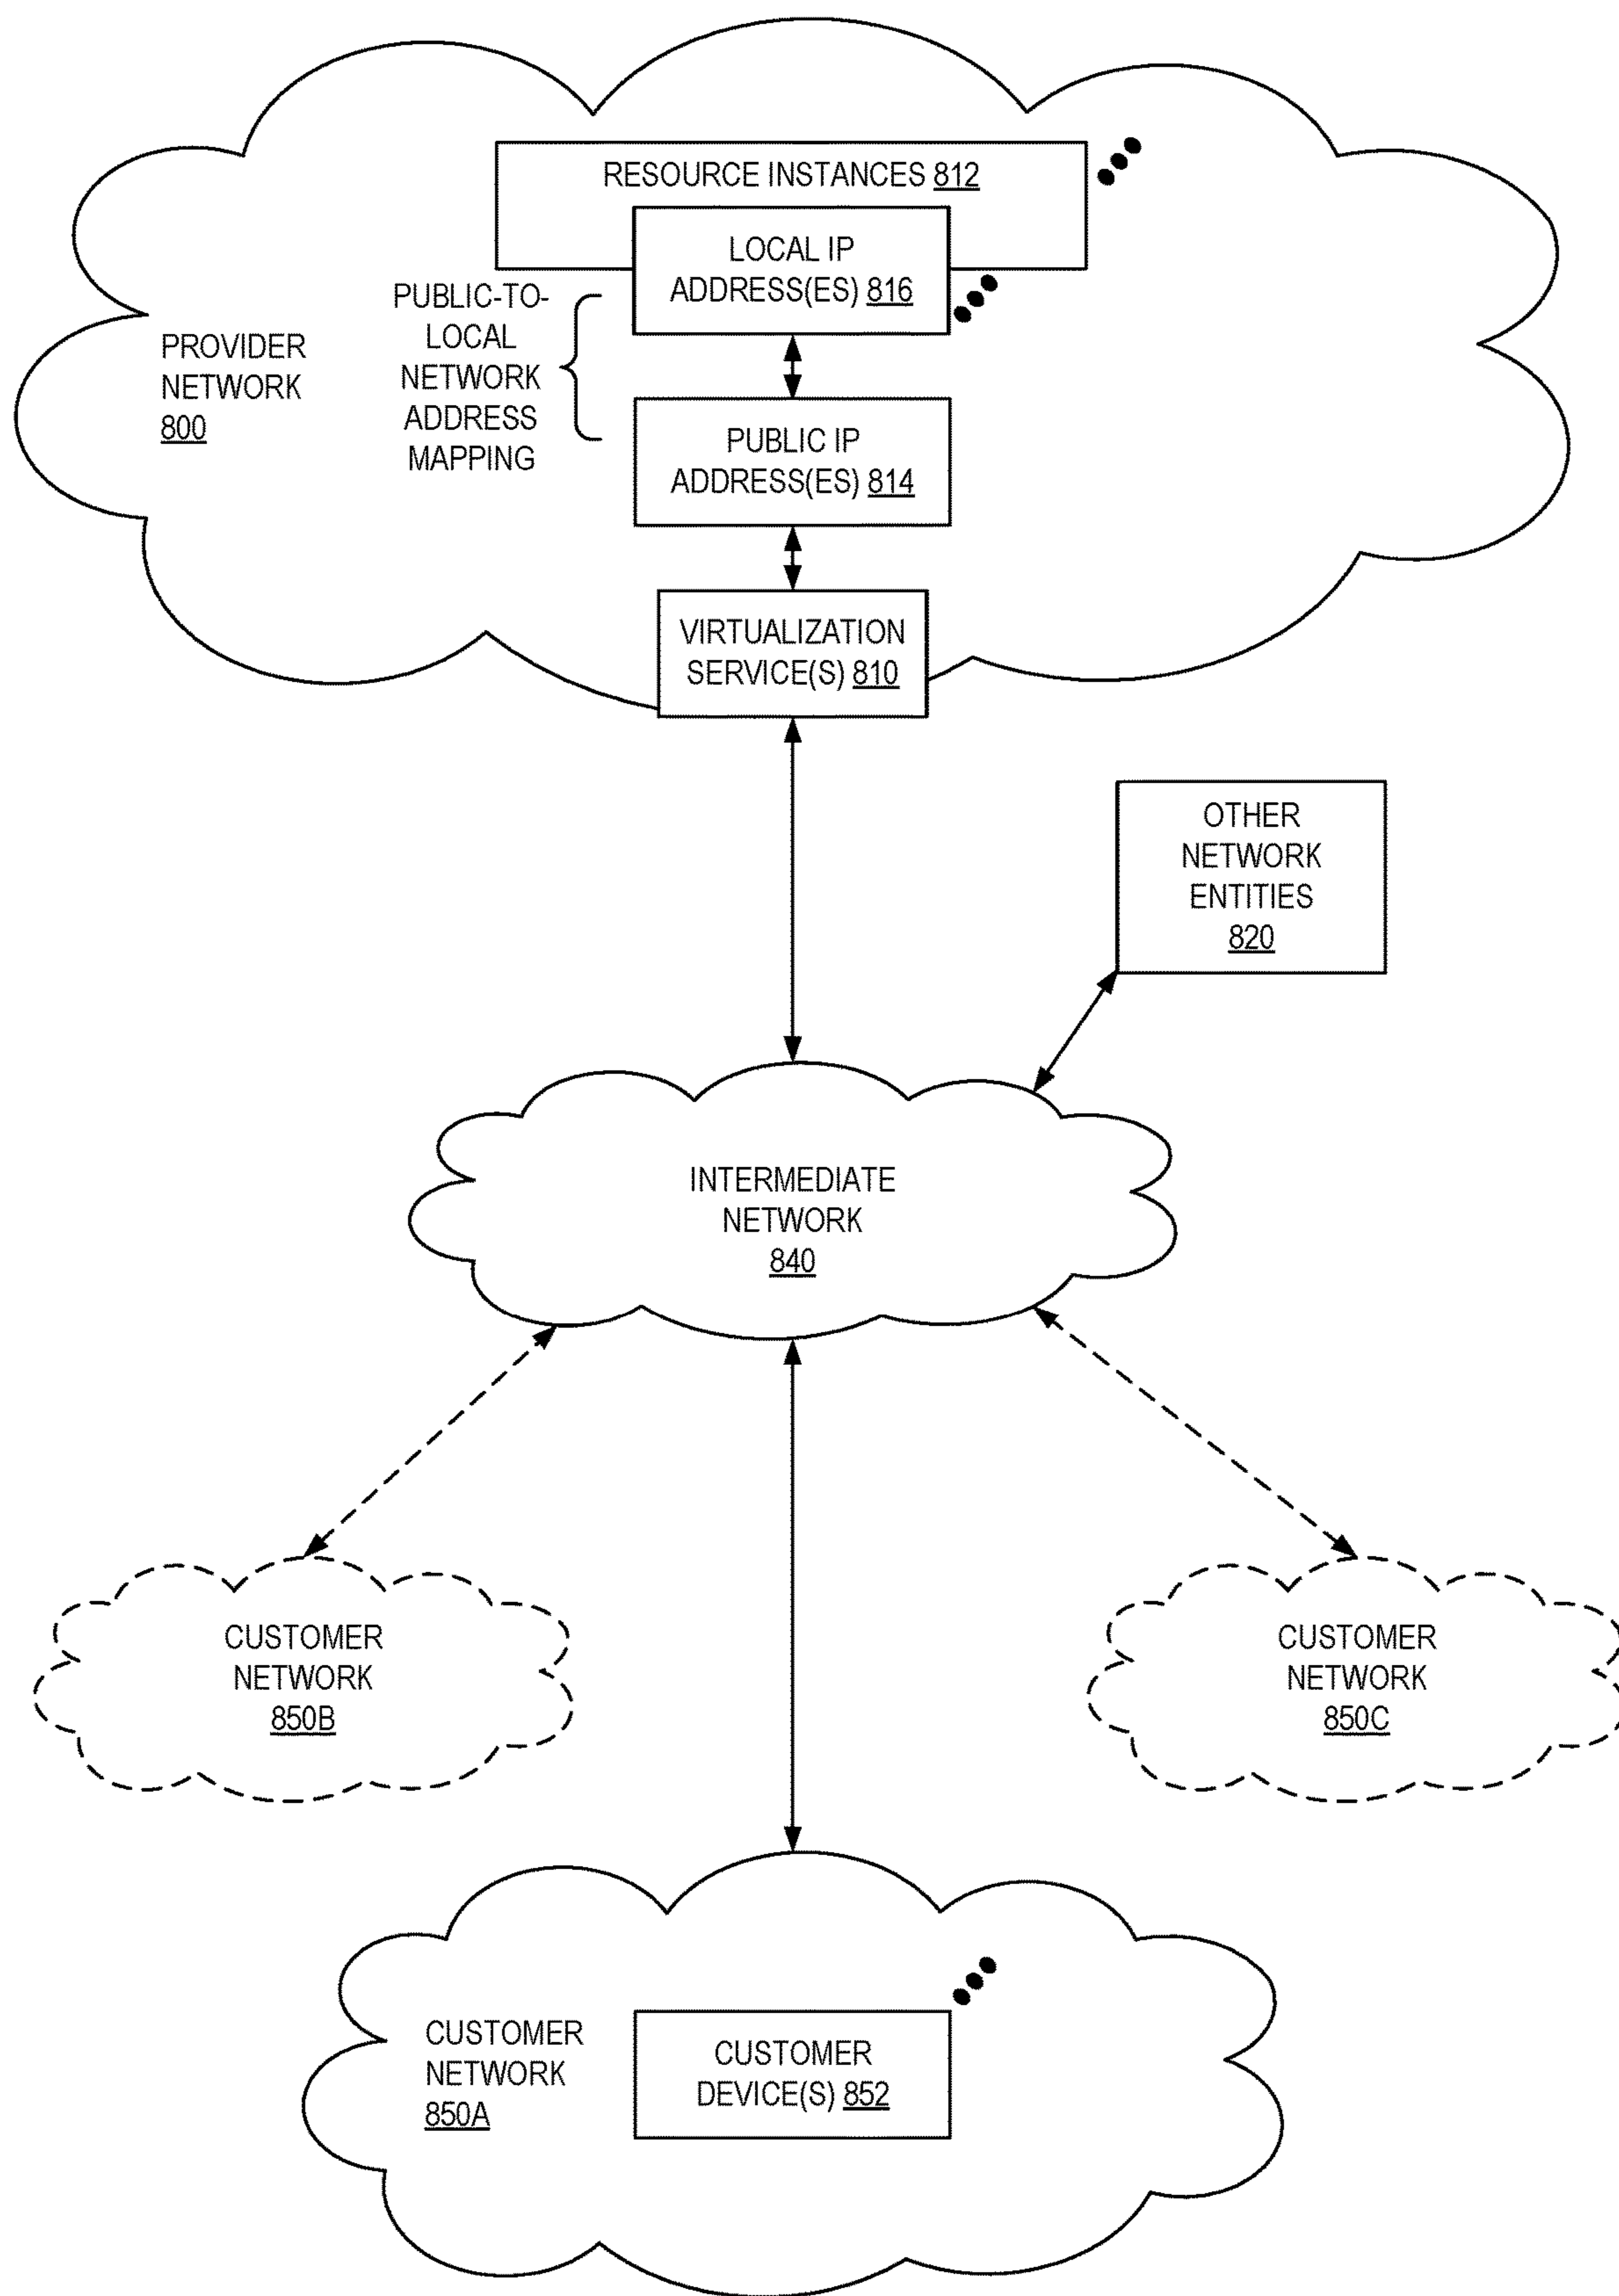 RESOURCE INSTANCES 812
LOCAL IP
ADDRESS(ES) 816
PUBLIC-TO-
LOCAL
NETWORK
ADDRESS
MAPPING
PROVIDER
NETWORK
800
PUBLIC IP
ADDRESS(ES) 814
VIRTUALIZATION
SERVICE(S) 810
OTHER
NETWORK
ENTITIES
820
INTERMEDIATE
NETWORK
840
CUSTOMER
NETWORK
850B
CUSTOMER
NETWORK
850C
CUSTOMER
NETWORK
850A
CUSTOMER
DEVICE(S) 852